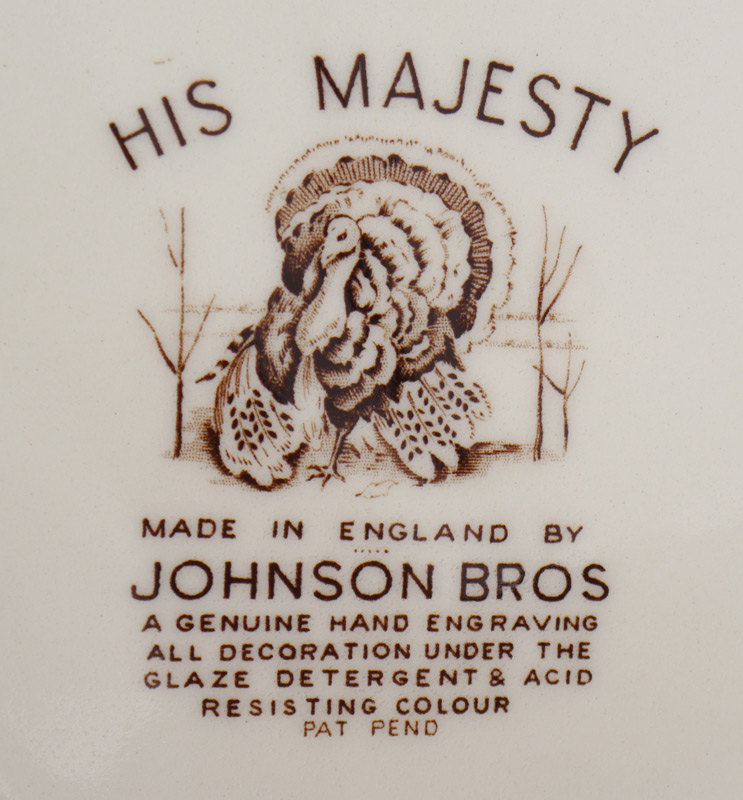 HIS MAJESTY
MADE IN ENGLAND BY
JOHNSON BROS
A GENUINE HAND ENGRAVING
ALL DECORATION UNDER THE
GLAZE DETERGENT & ACID
RESISTING COLOUR
PAT PEND